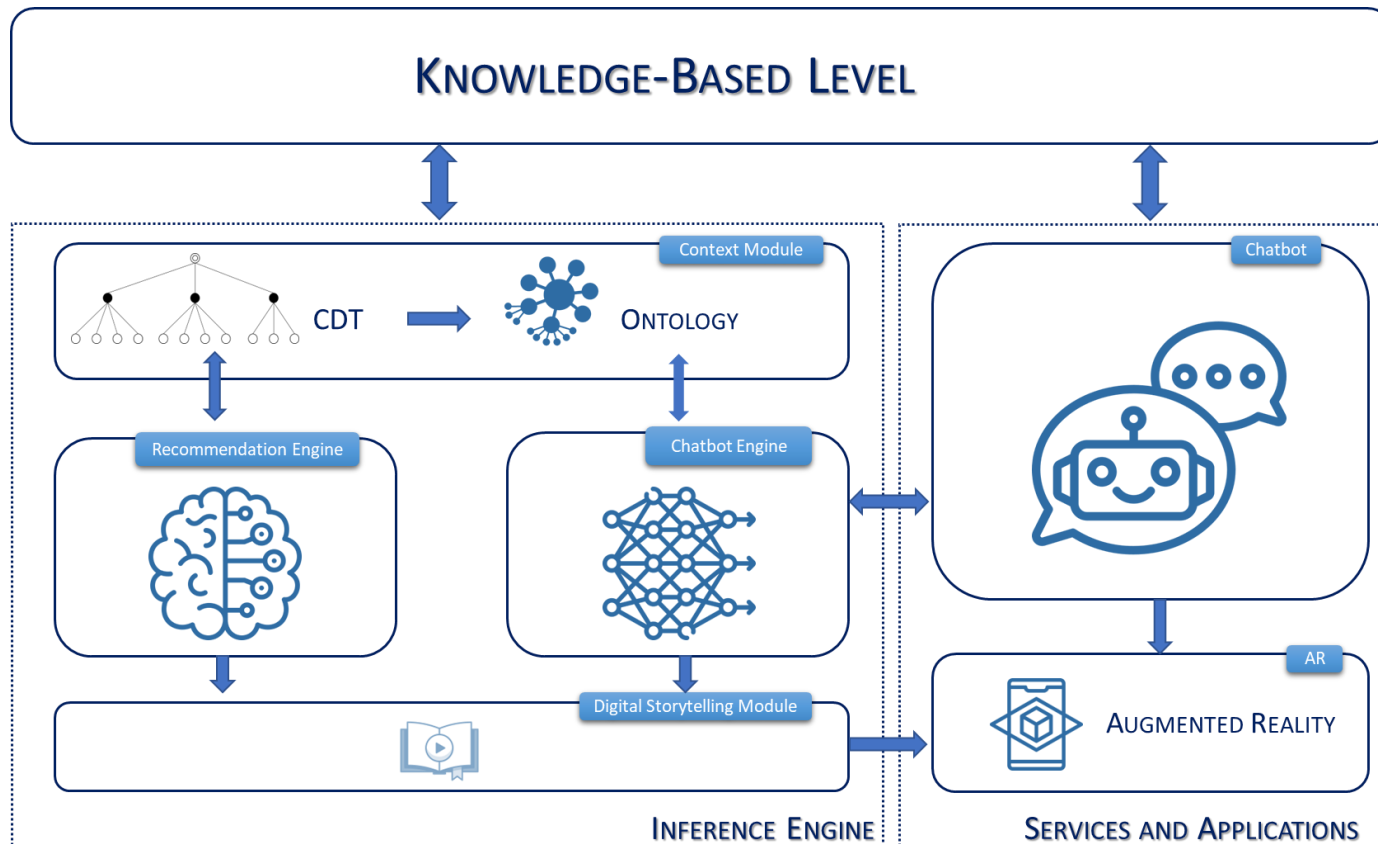 Knowledge-Based Level
Context Module
CDT
Ontology
Recommendation Engine
Chatbot Engine
Digital Storytelling Module
Inference Engine
Chatbot
AR
Augmented Reality
Services and Applications